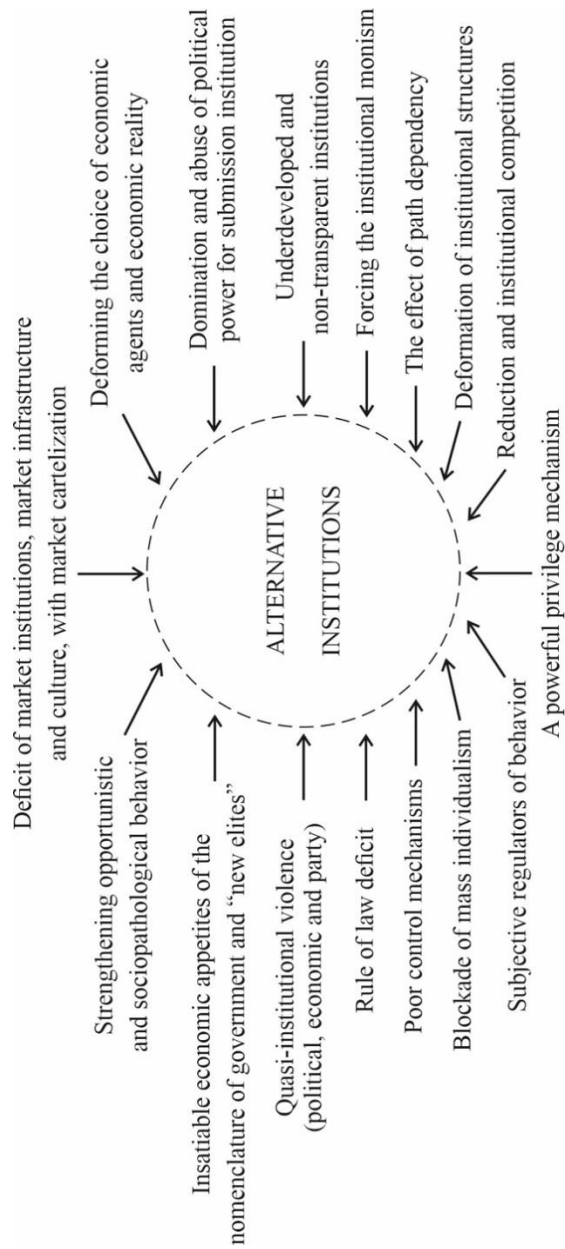 Deficit of market institutions, market infrastructure
and culture, with market cartelization
Strengthening opportunistic
and sociopathological behavior
Insatiable economic appetites of the
nomenclature of government and “new elites”
Quasi-institutional violence
(political, economic and party)
Rule of law deficit
Poor control mechanisms
Blockade of mass individualism
Subjective regulators of behavior
A powerful privilege mechanism
ALTERNATIVE
INSTITUTIONS
Deforming the choice of economic
agents and economic reality
Domination and abuse of political
power for submission institution
Underdeveloped and
non-transparent institutions
Forcing the institutional monism
The effect of path dependency
Deformation of institutional structures
Reduction and institutional competition